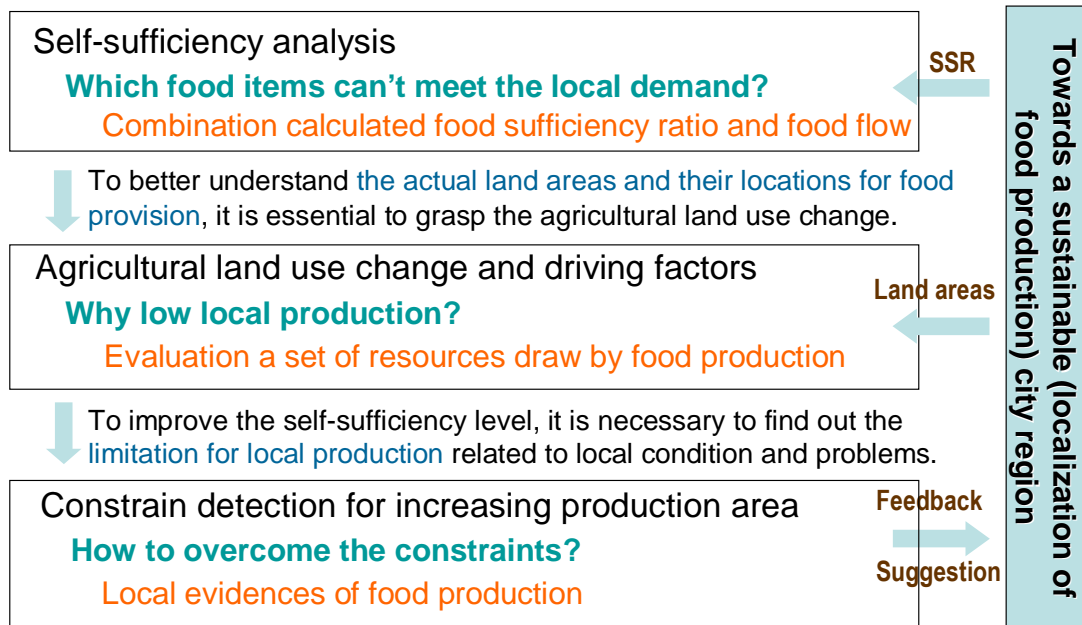 Self-sufficiency analysis
Which food items can't meet the local demand?
Combination calculated food sufficiency ratio and food flow
SSR
To better understand the actual land areas and their locations for food
provision, it is essential to grasp the agricultural land use change.
Agricultural land use change and driving factors
Why low local production?
Evaluation a set of resources draw by food production
Land areas
To improve the self-sufficiency level, it is necessary to find out the
limitation for local production related to local condition and problems.
Constrain detection for increasing production area
How to overcome the constraints?
Local evidences of food production
Feedback
Suggestion
Towards a sustainable (localization of
food production) city region